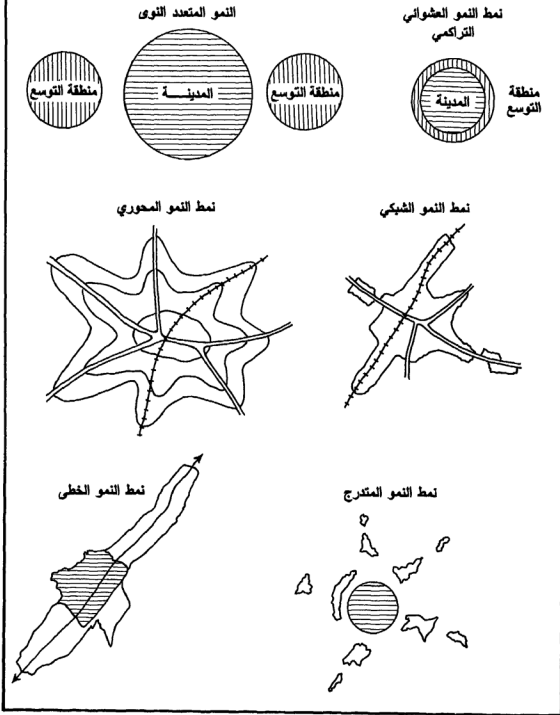 نمط النمو العشوائي
التراكمي
النمو المتعدد النوى
منطقة
التوسع
المدينة
منطقة التوسع
المدينـــــة
منطقة التوسع
نمط النمو الشبكي
نمط النمو المحوري
نمط النمو المتدرج
نمط النمو الخطى